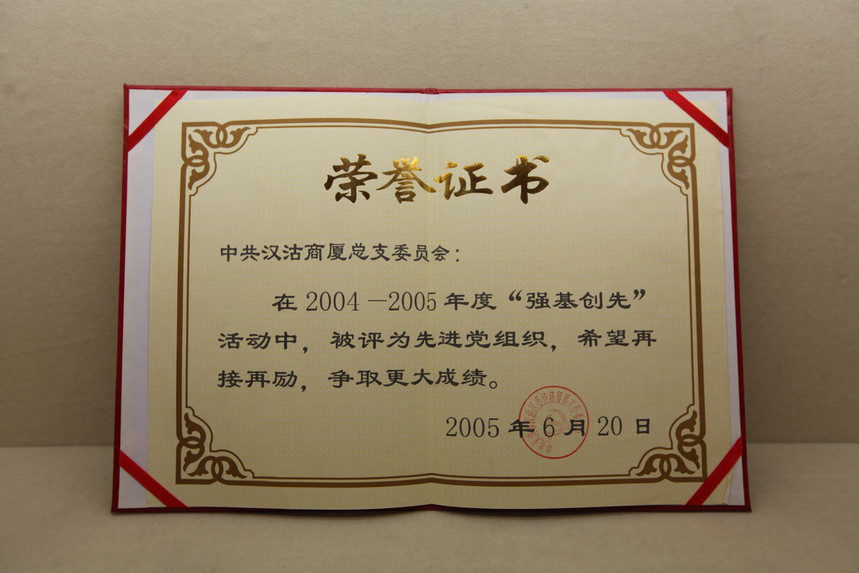 荣誉证书
中共汉沽商厦总支委员会：
在2004－2005年度“强基创先”
活动中，被评为先进党组织，希望再
接再励，争取更大成绩。
2005年6月20日